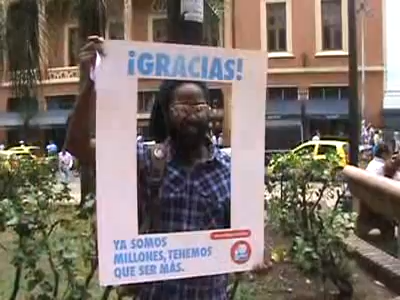 ¡GRACIAS!
YA SOMOS
MILLONES, TENEMOS
QUE SER MÁS.